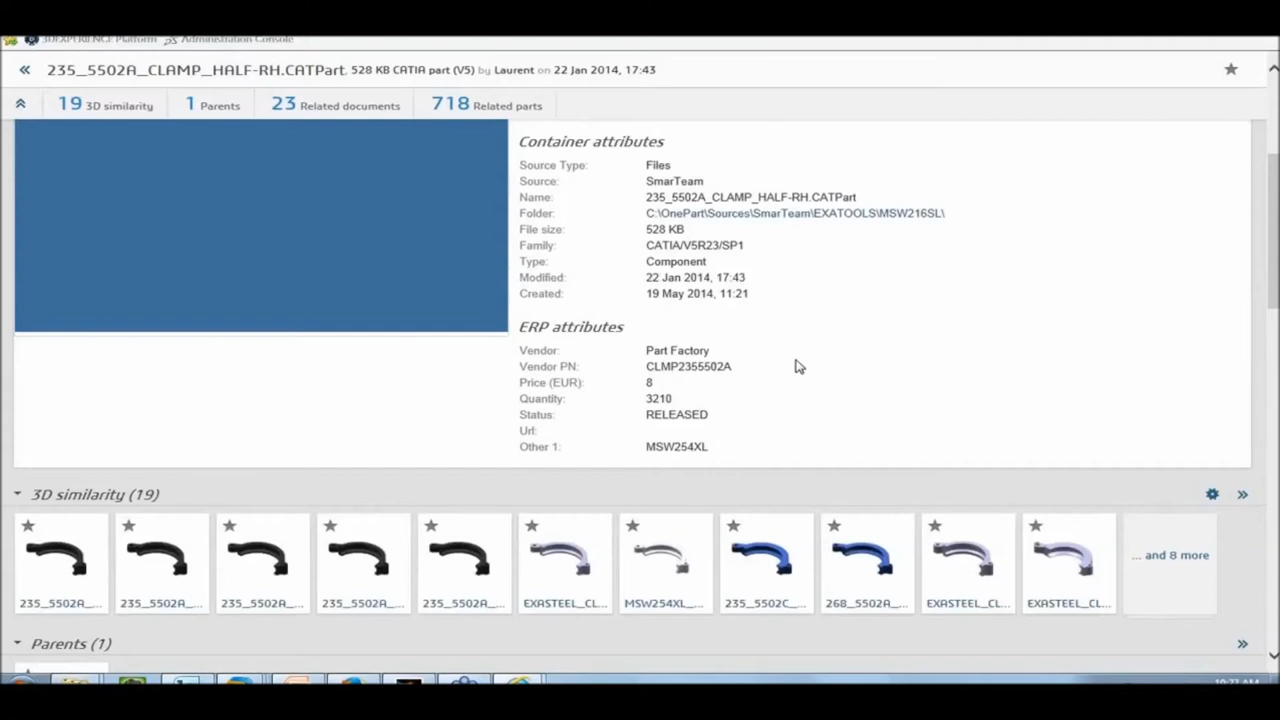 3DEXPERIENCE Platform Administration Console
235_5502A_CLAMP_HALF-RH.CATPart, 528 KB CATIA part (V5) by Laurent on 22 Jan 2014, 17:43
19 3D similarity 1 Parents 23 Related documents 718 Related parts
Container attributes
Source Type: Files
Source: SmarTeam
Name: 235_5502A_CLAMP_HALF-RH.CATPart
Folder: C:\OnePart\Sources\SmarTeam\EXATOOLS\MSW216SL\
File size: 528 KB
Family: CATIA/V5R23/SP1
Type: Component
Modified: 22 Jan 2014, 17:43
Created: 19 May 2014, 11:21
ERP attributes
Vendor: Part Factory
Vendor PN: CLMP2355502A
Price (EUR): 8
Quantity: 3210
Status: RELEASED
Url:
Other 1: MSW254XL
3D similarity (19)
... and 8 more
235_5502A_... 235_5502A_... 235_5502A_... 235_5502A_... 235_5502A_... EXASTEEL_CL... MSW254XL_... 235_5502C_... 268_5502A_... EXASTEEL_CL... EXASTEEL_CL...
Parents (1)